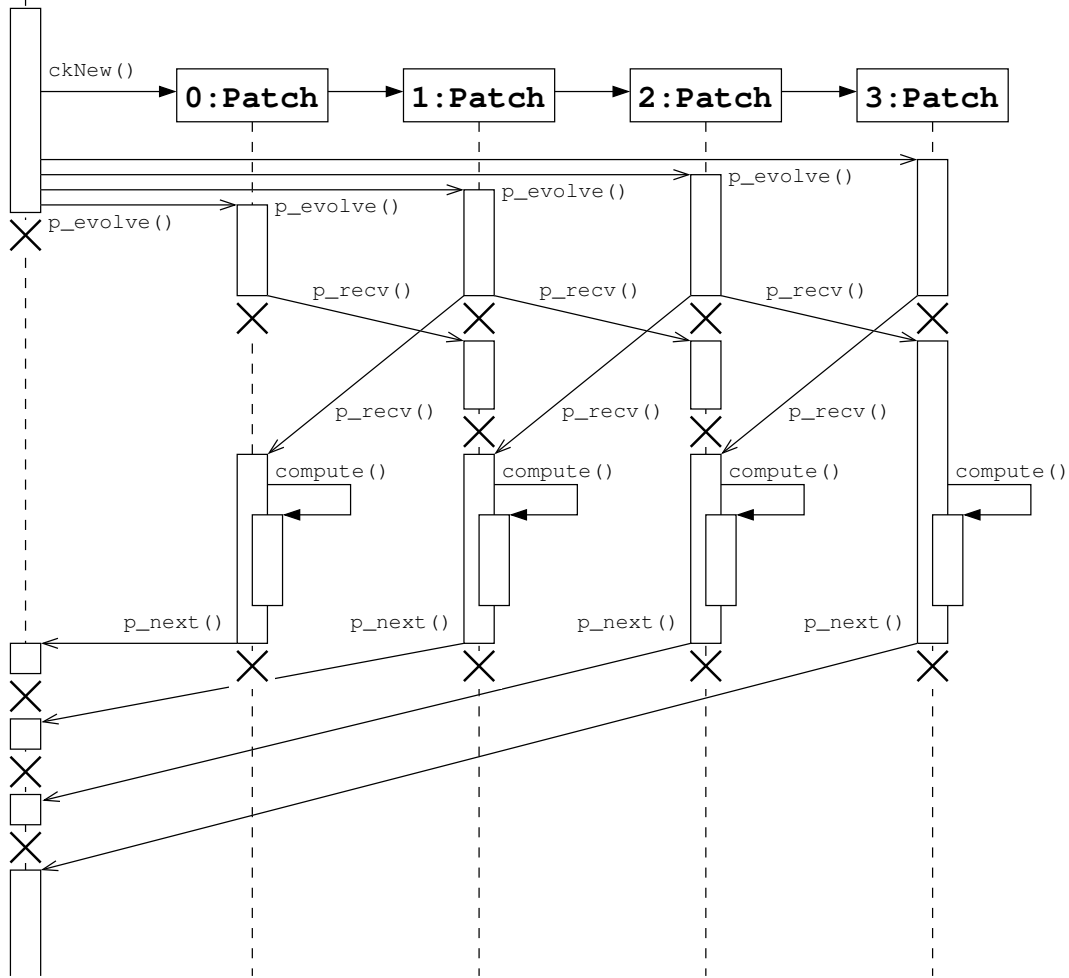 ckNew()
0:Patch
1:Patch
2:Patch
3:Patch
p_evolve()
p_evolve()
p_evolve()
p_evolve()
p_recv()
p_recv()
p_recv()
p_recv()
p_recv()
p_recv()
compute()
compute()
compute()
compute()
p_next()
p_next()
p_next()
p_next()